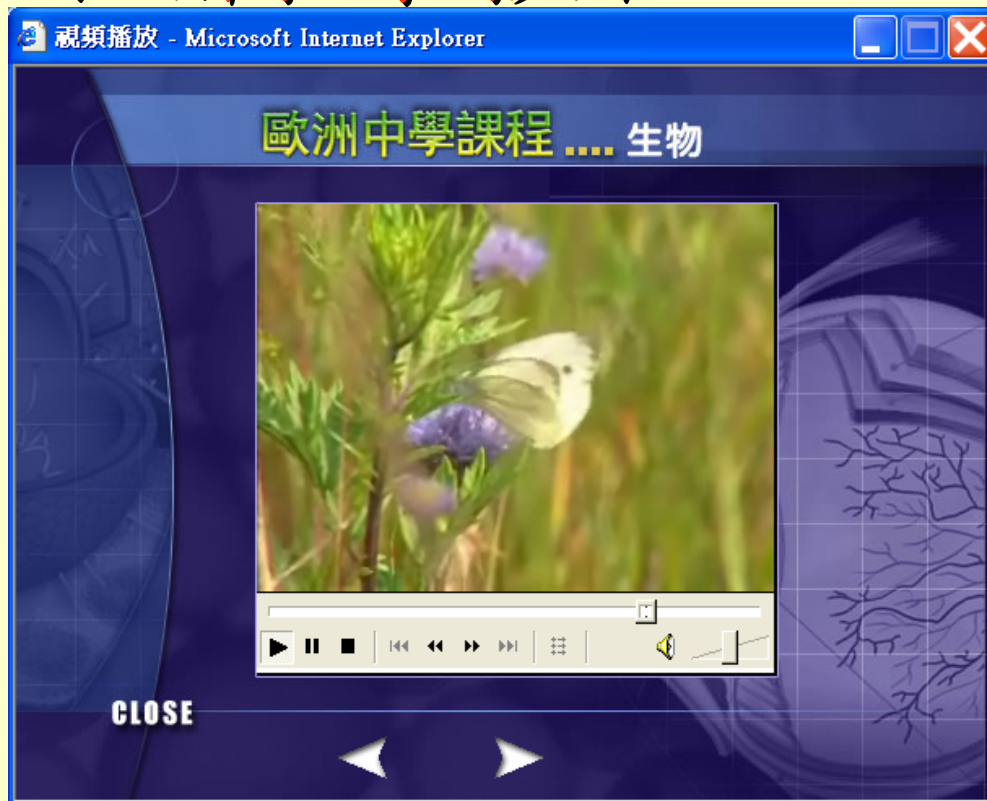 視頻播放 - Microsoft Internet Explorer
歐洲中學課程 .... 生物
CLOSE